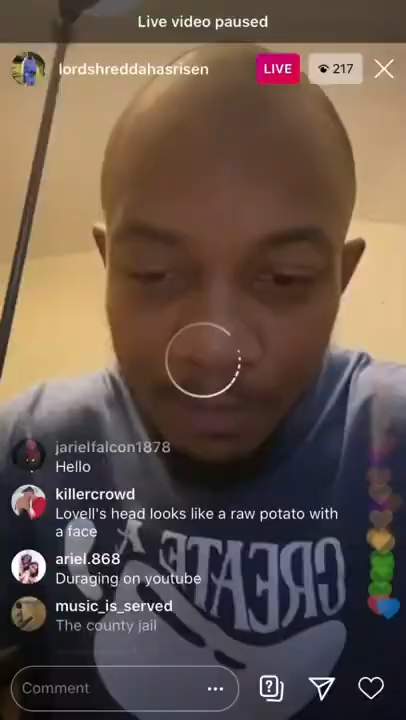 Live video paused
lordshreddahasrisen
LIVE
217
jarielfalcon1878
Hello
killercrowd
Lovell's head looks like a raw potato with
a face
ariel.868
Duraging on youtube
music_is_served
The county jail
CREATE A
Comment